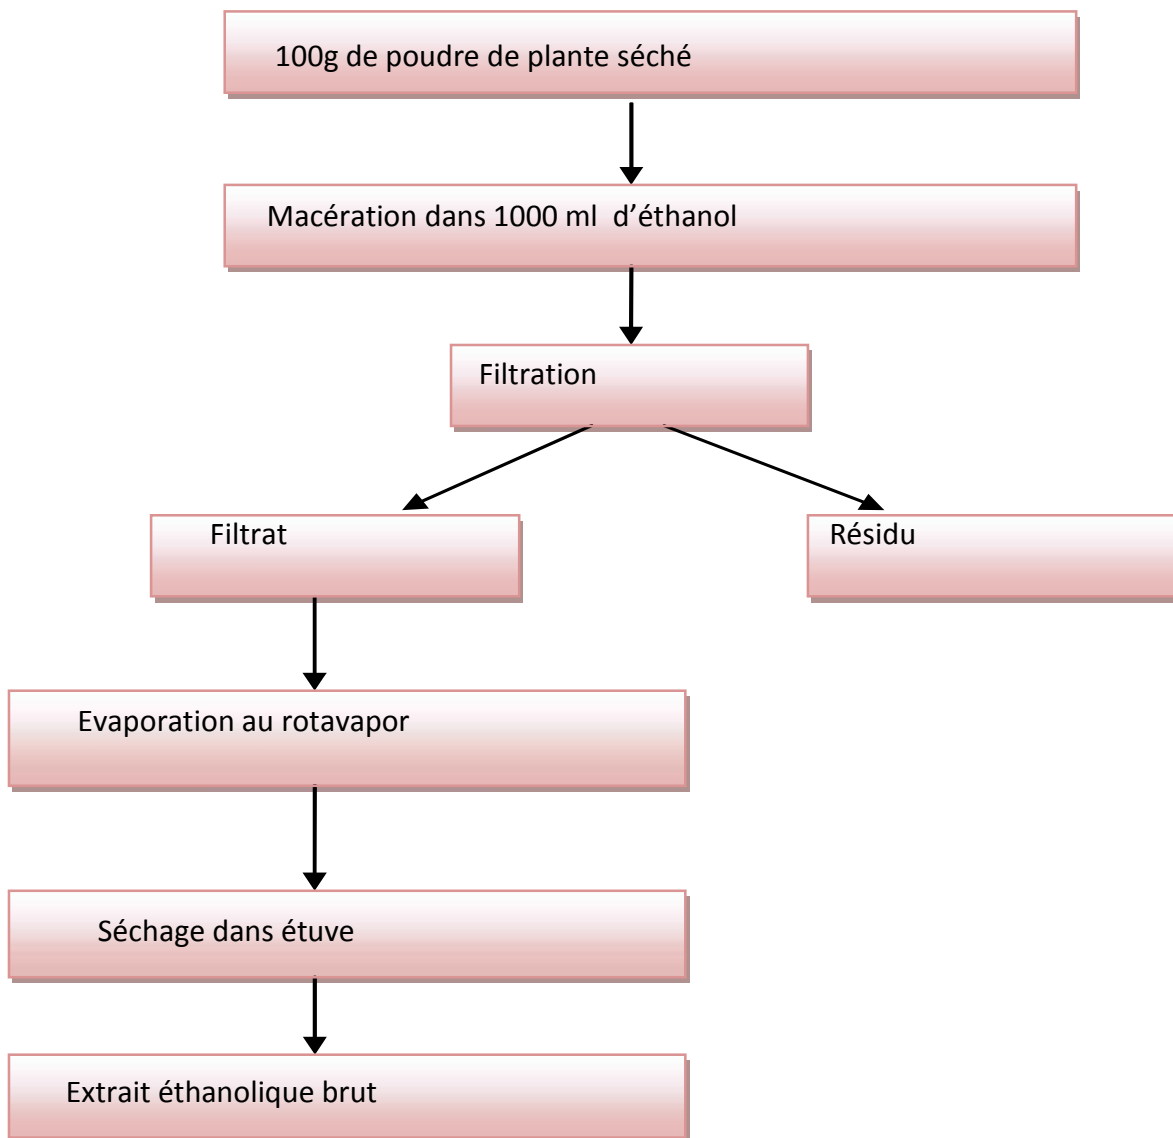 100g de poudre de plante séché
Macération dans 1000 ml d’éthanol
Filtration
Filtrat
Résidu
Evaporation au rotavapor
Séchage dans étuve
Extrait éthanolique brut